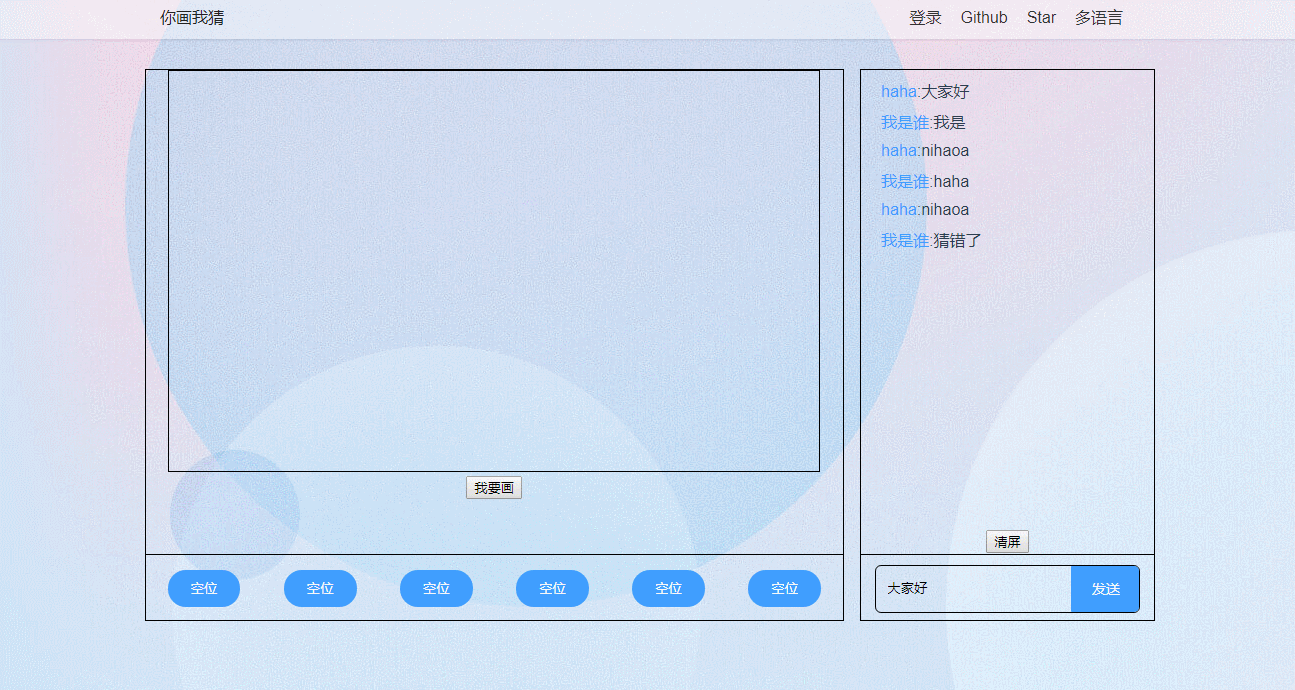 你画我猜 登录 Github Star 多语言
haha:大家好
我是谁:我是
haha:nihaoa
我是谁:haha
haha:nihaoa
我是谁:猜错了
我要画
清屏
空位 空位 空位 空位 空位 空位
大家好 发送